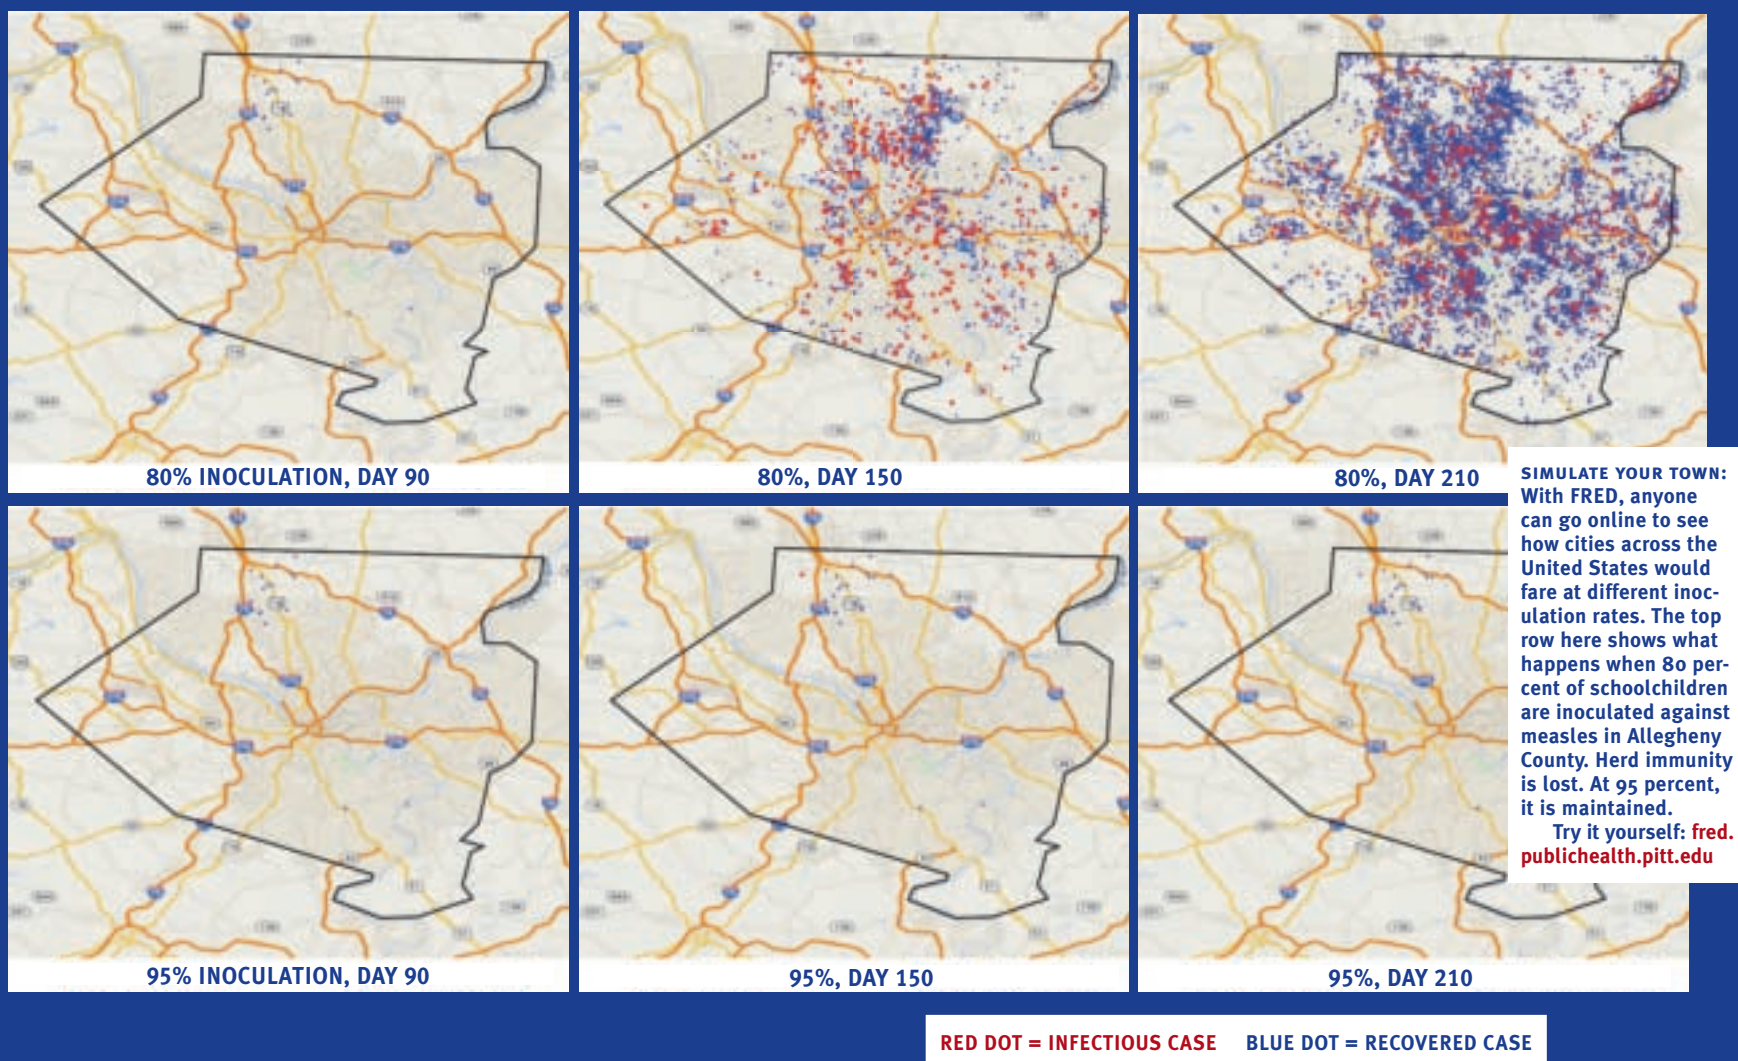 80% INOCULATION, DAY 90
80%, DAY 150
80%, DAY 210
SIMULATE YOUR TOWN:
With FRED, anyone
can go online to see
how cities across the
United States would
fare at different inoc-
ulation rates. The top
row here shows what
happens when 80 per-
cent of schoolchildren
are inoculated against
measles in Allegheny
County. Herd immunity
is lost. At 95 percent,
it is maintained.
Try it yourself: fred.
publichealth.pitt.edu
95% INOCULATION, DAY 90
95%, DAY 150
95%, DAY 210
RED DOT = INFECTIOUS CASE BLUE DOT = RECOVERED CASE